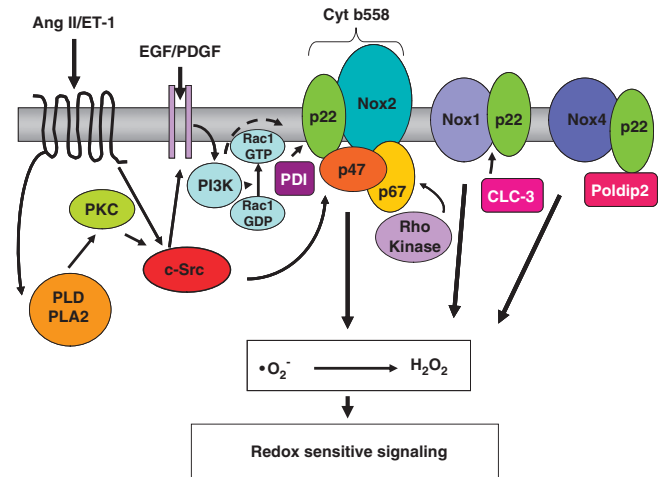 Cyt b558
Ang II/ET-1
EGF/PDGF
Nox2
p22
Nox1
p22
Nox4
p22
Rac1
GTP
p47
PI3K
PDI
p67
CLC-3
Poldip2
Rac1
GDP
PKC
Rho
Kinase
c-Src
PLD
PLA2
•O₂⁻
H₂O₂
Redox sensitive signaling